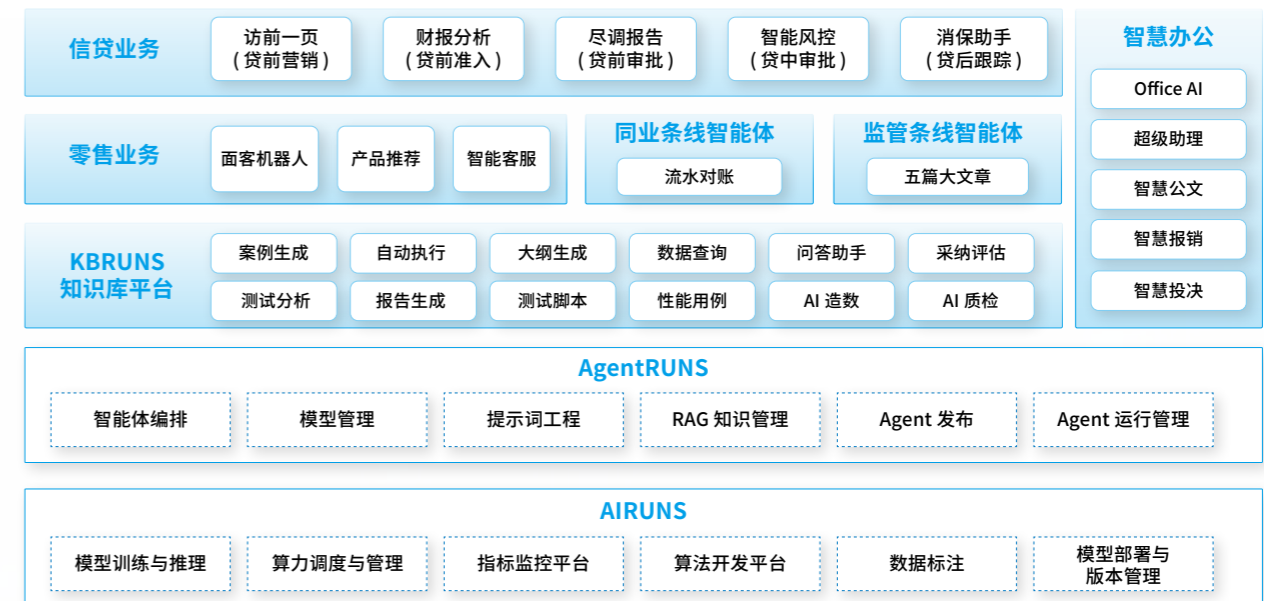 信贷业务
访前一页
(贷前营销)
财报分析
(贷前准入)
尽调报告
(贷前审批)
智能风控
(贷中审批)
消保助手
(贷后跟踪)
零售业务
面客机器人
产品推荐
智能客服
同业条线智能体
流水对账
监管条线智能体
五篇大文章
KBRUNS
知识库平台
案例生成
自动执行
大纲生成
数据查询
问答助手
采纳评估
测试分析
报告生成
测试脚本
性能用例
AI 造数
AI 质检
智慧办公
Office AI
超级助理
智慧公文
智慧报销
智慧投决
AgentRUNS
智能体编排
模型管理
提示词工程
RAG 知识管理
Agent 发布
Agent 运行管理
AIRUNS
模型训练与推理
算力调度与管理
指标监控平台
算法开发平台
数据标注
模型部署与
版本管理